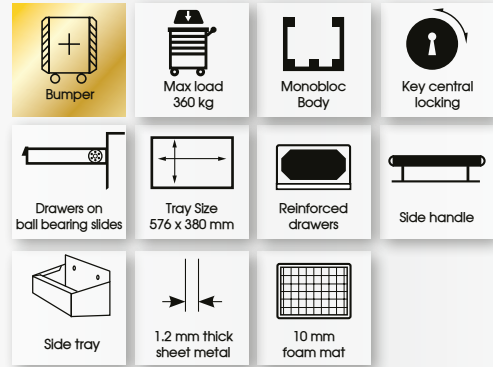 Bumper
Max load
360 kg
Monobloc
Body
Key central
locking
Drawers on
ball bearing slides
Tray Size
576 x 380 mm
Reinforced
drawers
Side handle
Side tray
1.2 mm thick
sheet metal
10 mm
foam mat